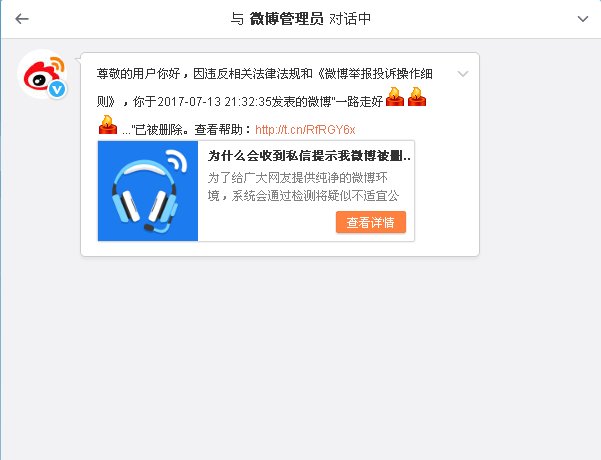 与 微博管理员 对话中
尊敬的用户你好，因违反相关法律法规和《微博举报投诉操作细
则》，你于2017-07-13 21:32:35发表的微博“一路走好
...”已被删除。查看帮助：http://t.cn/RfRGY6x
为什么会收到私信提示我微博被删..
为了给广大网友提供纯净的微博环
境，系统会通过检测将疑似不适宜公
查看详情